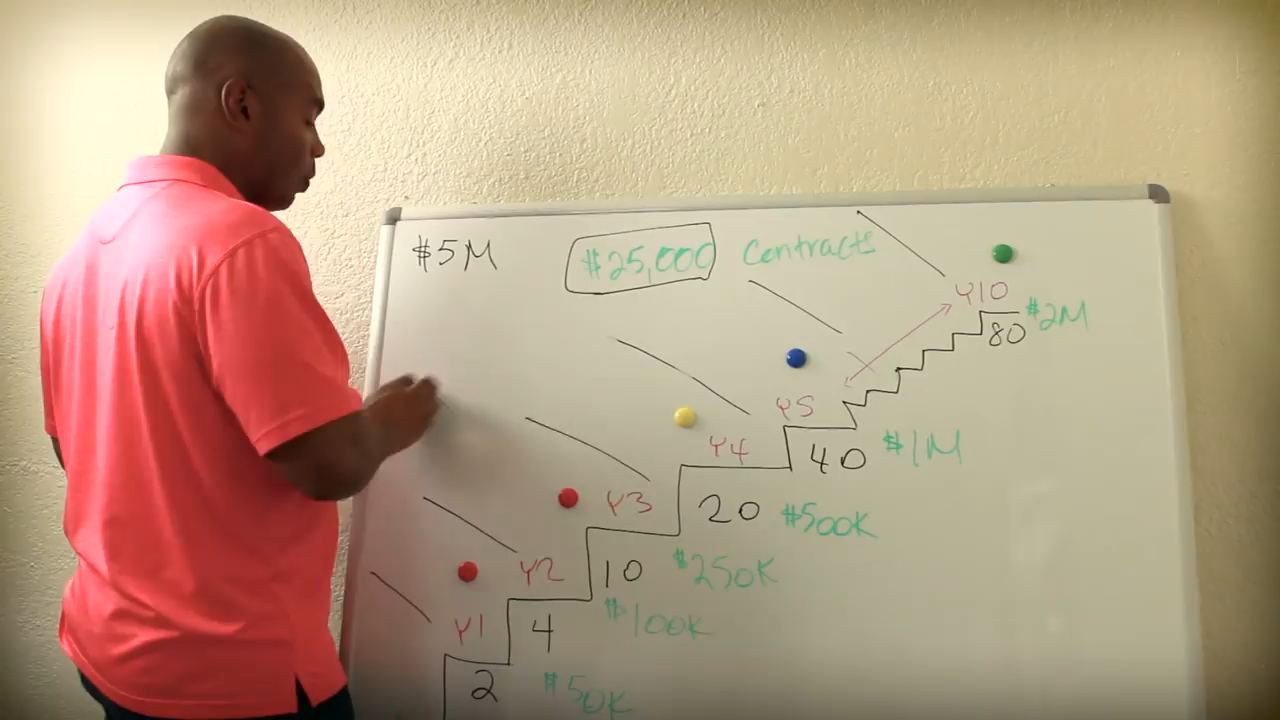 $5M
$25,000 Contracts
Y10
80 $2M
Y5
40 $1M
Y4
20 $500K
Y3
10 $250K
Y2
4 $100K
Y1
2 $50K